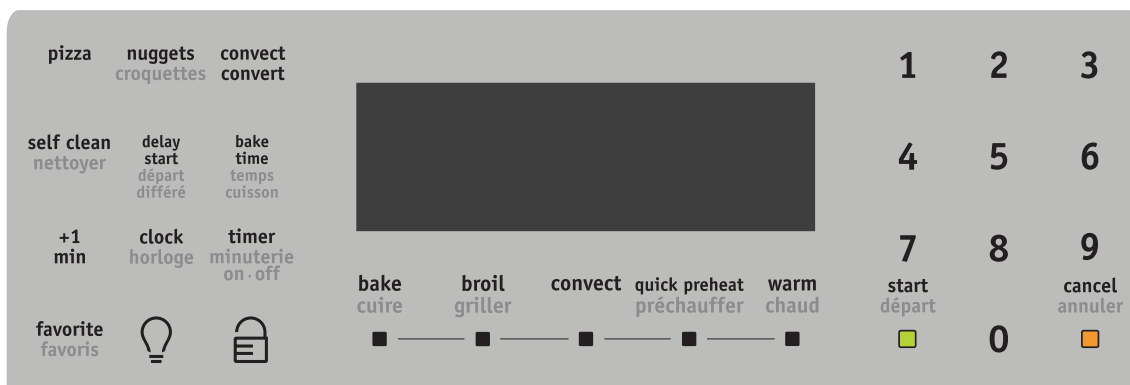 pizza
nuggets
croquettes
convect
convert
self clean
nettoyer
delay
start
départ
différé
bake
time
temps
cuisson
+1
min
clock
horloge
timer
minuterie
on·off
favorite
favoris
bake
cuire
broil
griller
convect
quick preheat
préchauffer
warm
chaud
1 2 3
4 5 6
7 8 9
start
départ
0
cancel
annuler